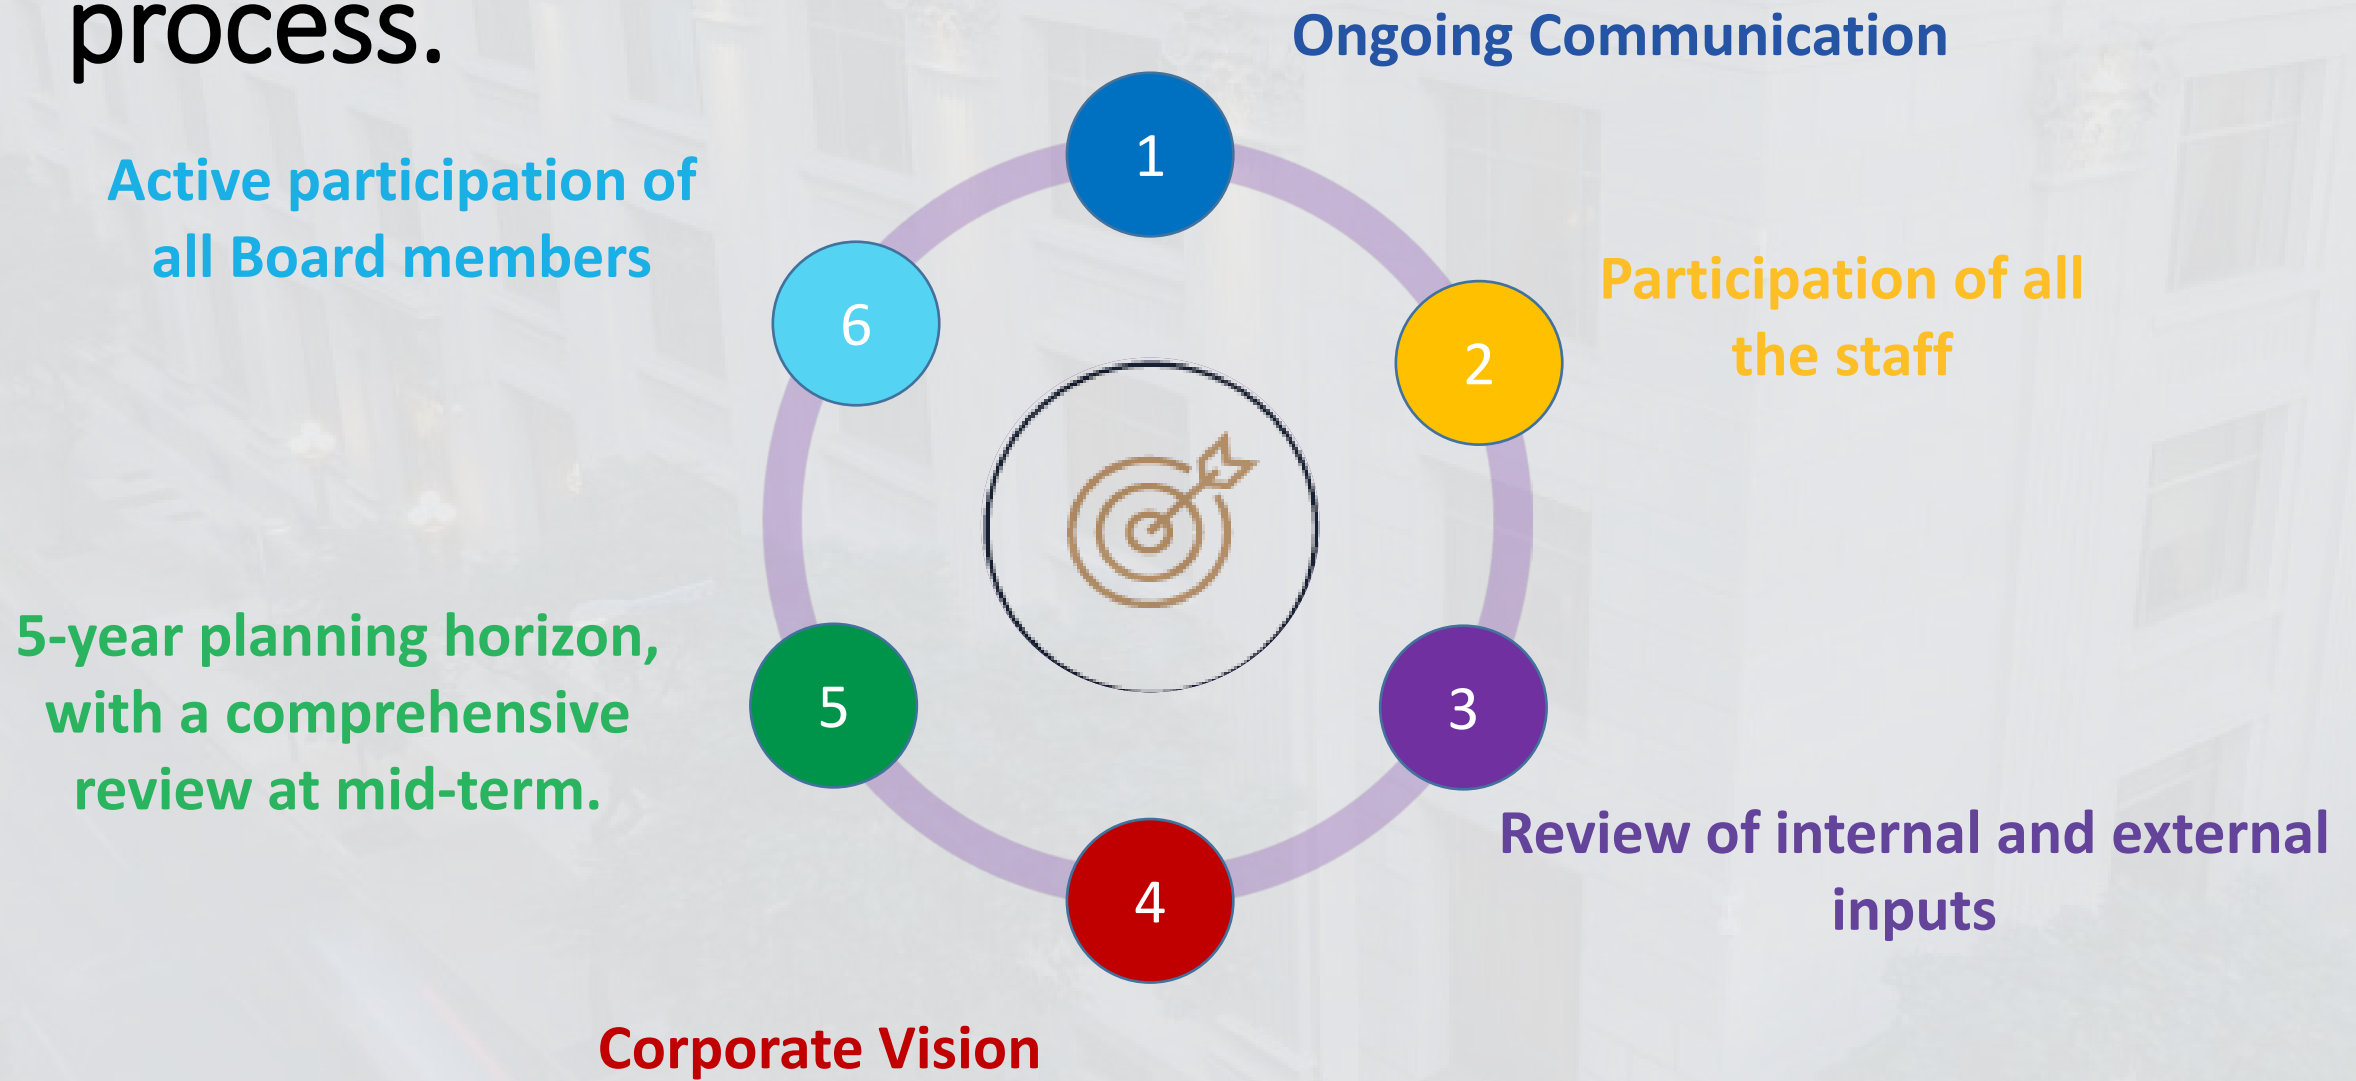 process.
Ongoing Communication
1
Active participation of
all Board members
6
Participation of all
the staff
2
5-year planning horizon,
with a comprehensive
review at mid-term.
5
3
Review of internal and external
inputs
4
Corporate Vision